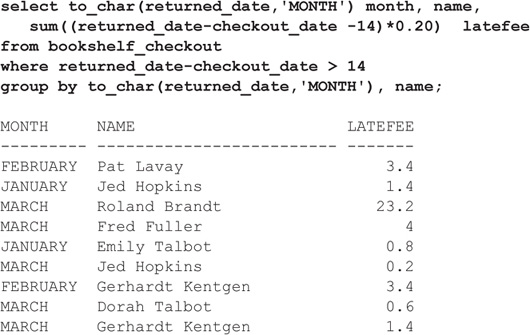 select to_char(returned_date,'MONTH') month, name,
sum((returned_date-checkout_date -14)*0.20) latefee
from bookshelf_checkout
where returned_date-checkout_date > 14
group by to_char(returned_date,'MONTH'), name;
MONTH NAME LATEFEE
--------- ------------------------- -------
FEBRUARY Pat Lavay 3.4
JANUARY Jed Hopkins 1.4
MARCH Roland Brandt 23.2
MARCH Fred Fuller 4
JANUARY Emily Talbot 0.8
MARCH Jed Hopkins 0.2
FEBRUARY Gerhardt Kentgen 3.4
MARCH Dorah Talbot 0.6
MARCH Gerhardt Kentgen 1.4